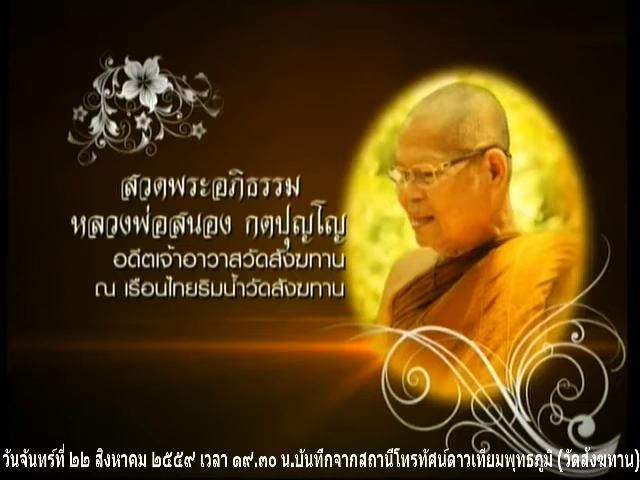 สวดพระอภิธรรม
หลวงพ่อสนอง กตปุญโญ
อดีตเจ้าอาวาสวัดสังฆทาน
ณ เรือนไทยริมน้ำวัดสังฆทาน
วันจันทร์ที่ ๒๒ สิงหาคม ๒๕๕๙ เวลา ๑๙.๓๐ น.บันทึกจากสถานีโทรทัศน์ดาวเทียมพุทธภูมิ (วัดสังฆทาน)